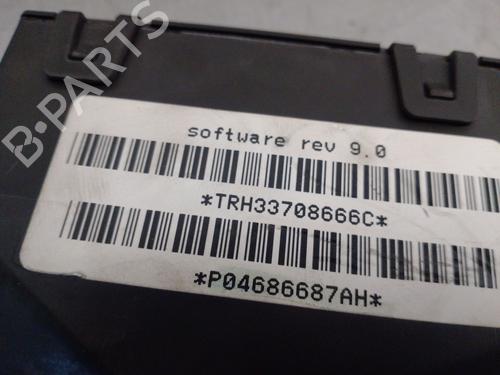 B-PARTS
software rev 9.0
*TRH33708666C*
*P04686687AH*